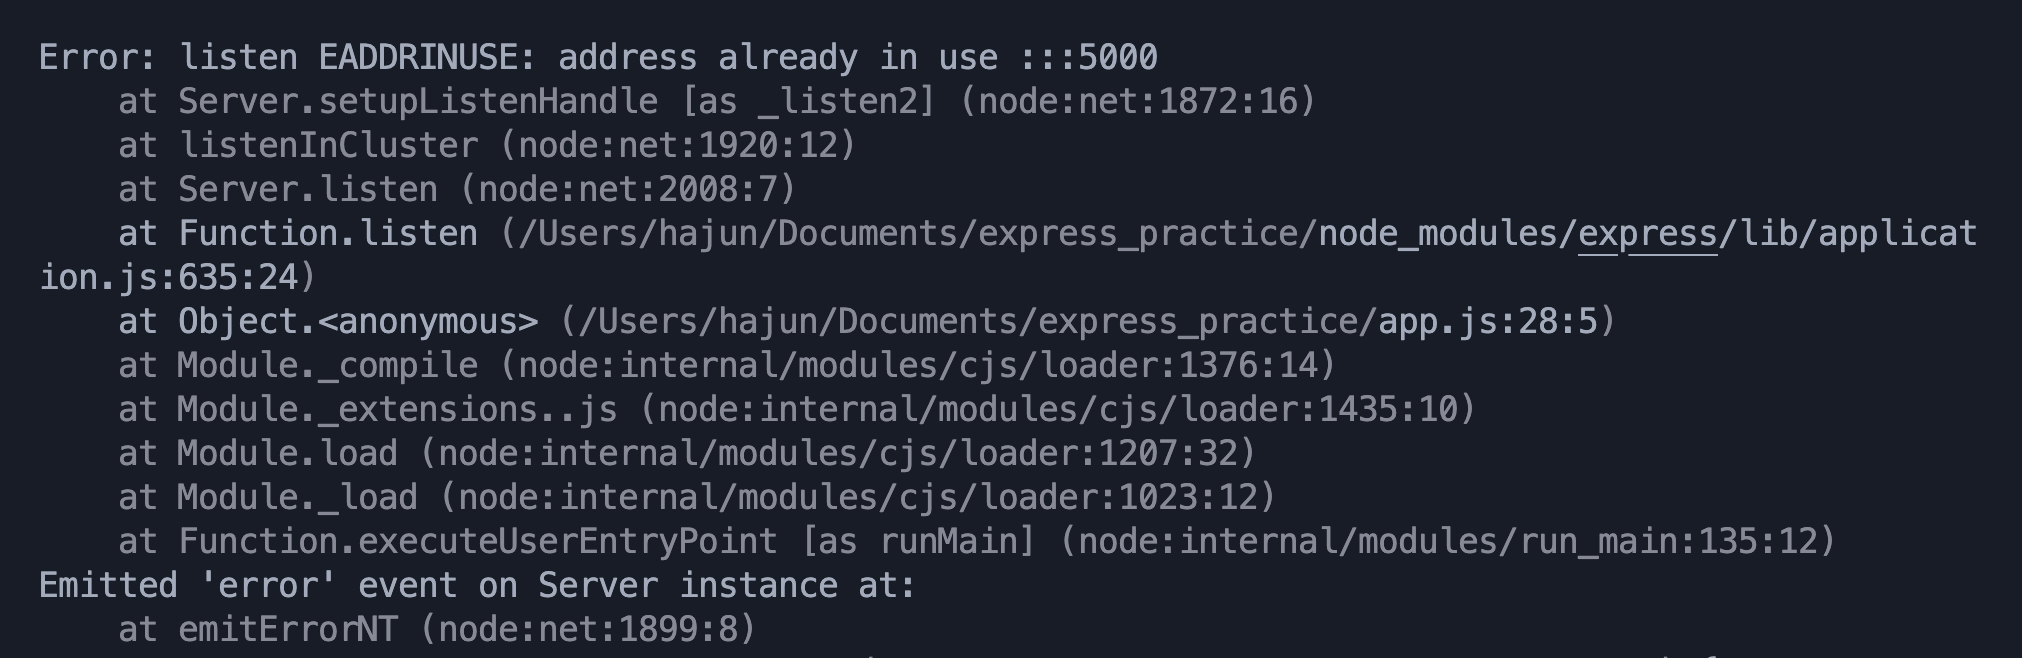 Error: listen EADDRINUSE: address already in use :::5000
    at Server.setupListenHandle [as _listen2] (node:net:1872:16)
    at listenInCluster (node:net:1920:12)
    at Server.listen (node:net:2008:7)
    at Function.listen (/Users/hajun/Documents/express_practice/node_modules/express/lib/applicat
ion.js:635:24)
    at Object.<anonymous> (/Users/hajun/Documents/express_practice/app.js:28:5)
    at Module._compile (node:internal/modules/cjs/loader:1376:14)
    at Module._extensions..js (node:internal/modules/cjs/loader:1435:10)
    at Module.load (node:internal/modules/cjs/loader:1207:32)
    at Module._load (node:internal/modules/cjs/loader:1023:12)
    at Function.executeUserEntryPoint [as runMain] (node:internal/modules/run_main:135:12)
Emitted 'error' event on Server instance at:
    at emitErrorNT (node:net:1899:8)